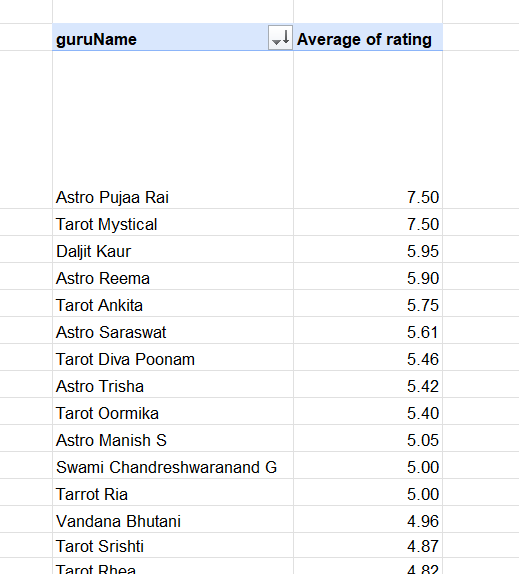 guruName Average of rating
Astro Pujaa Rai 7.50
Tarot Mystical 7.50
Daljit Kaur 5.95
Astro Reema 5.90
Tarot Ankita 5.75
Astro Saraswat 5.61
Tarot Diva Poonam 5.46
Astro Trisha 5.42
Tarot Oormika 5.40
Astro Manish S 5.05
Swami Chandreshwaranand G 5.00
Tarrot Ria 5.00
Vandana Bhutani 4.96
Tarot Srishti 4.87
Tarot Rhea 4.82